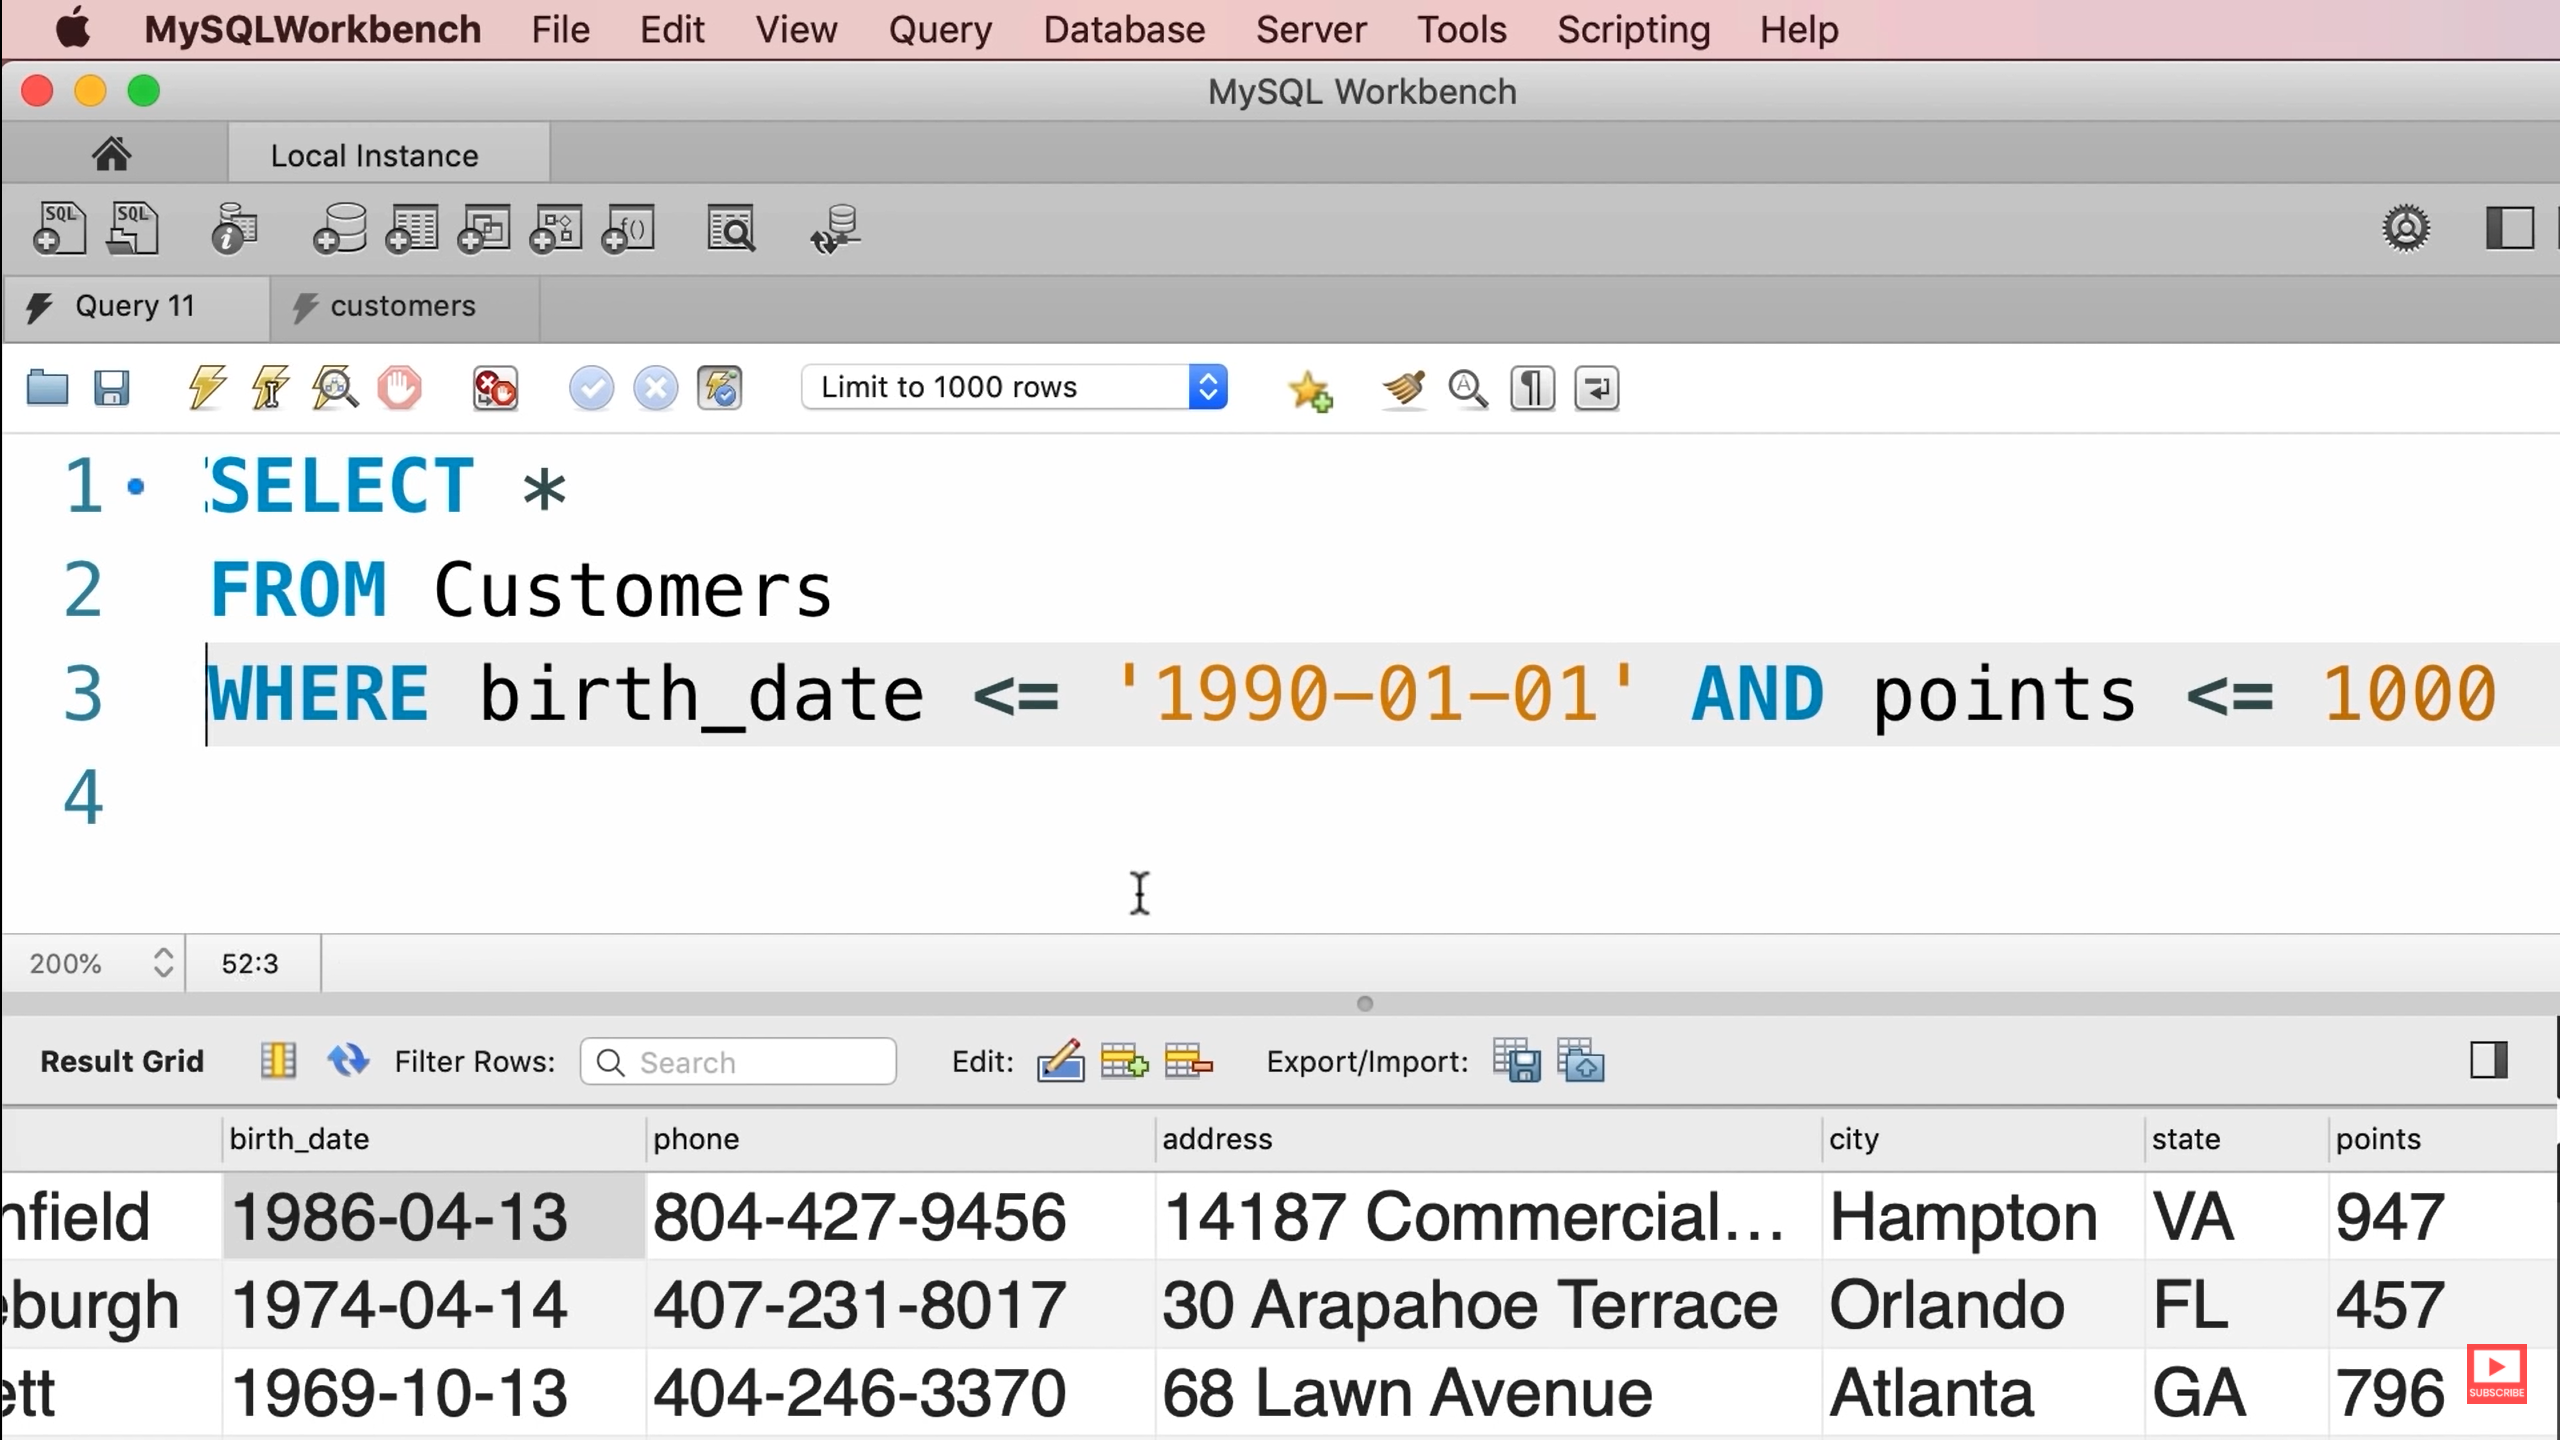 MySQLWorkbench File Edit View Query Database Server Tools Scripting Help
MySQL Workbench
Local Instance
SQL SQL i f()
Query 11 customers
Limit to 1000 rows
1 SELECT *
2 FROM Customers
3 WHERE birth_date <= '1990-01-01' AND points <= 1000
4
200% 52:3
Result Grid Filter Rows: Search Edit: Export/Import:
birth_date phone address city state points
nfield 1986-04-13 804-427-9456 14187 Commercial... Hampton VA 947
eburgh 1974-04-14 407-231-8017 30 Arapahoe Terrace Orlando FL 457
ett 1969-10-13 404-246-3370 68 Lawn Avenue Atlanta GA 796
SUBSCRIBE